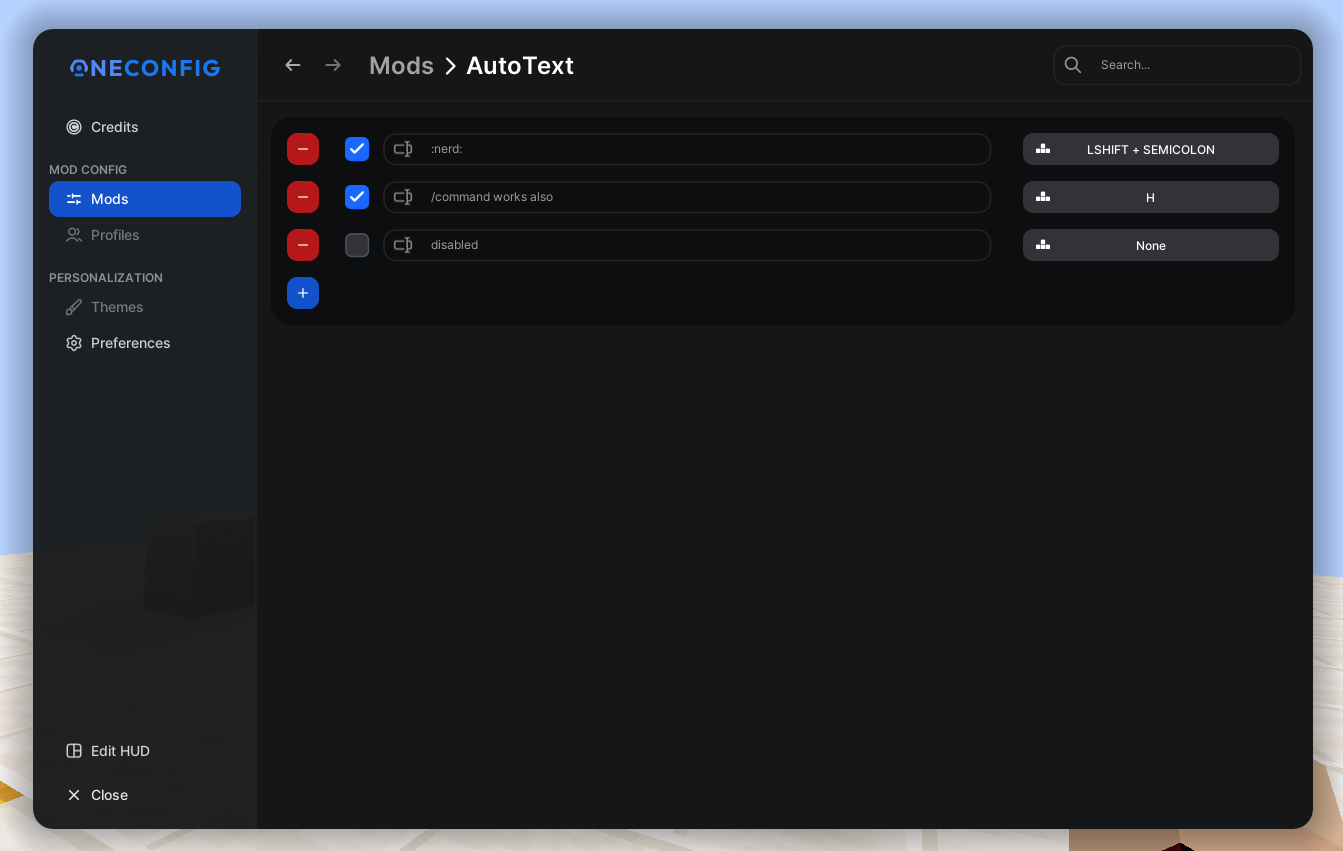 ONECONFIG
Credits
MOD CONFIG
Mods
Profiles
PERSONALIZATION
Themes
Preferences
Edit HUD
Close
Mods > AutoText
Search...
:nerd:
LSHIFT + SEMICOLON
/command works also
H
disabled
None